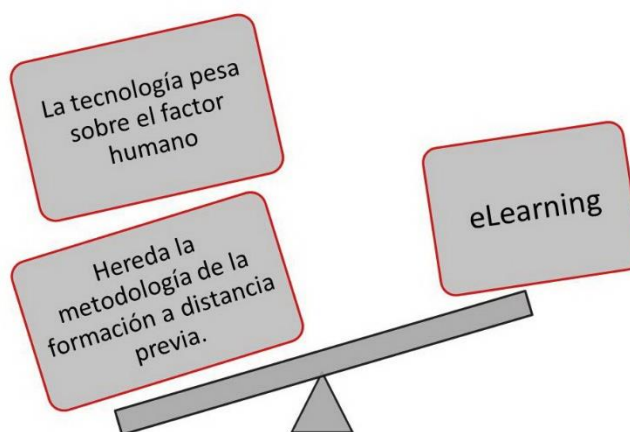 La tecnología pesa
sobre el factor
humano
eLearning
Hereda la
metodología de la
formación a distancia
previa.